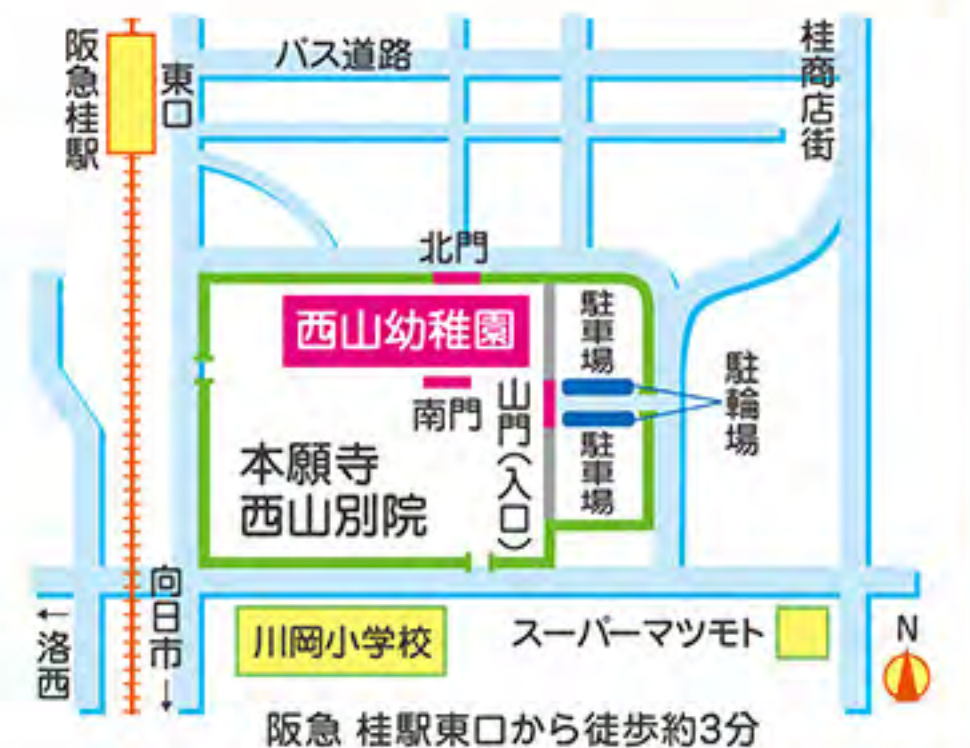 阪急桂駅
東口
バス道路
桂商店街
北門
西山幼稚園
駐車場
南門
山門(入口)
駐輪場
駐車場
本願寺
西山別院
向日市
↓
←
洛西
川岡小学校
スーパーマツモト
N
阪急 桂駅東口から徒歩約3分